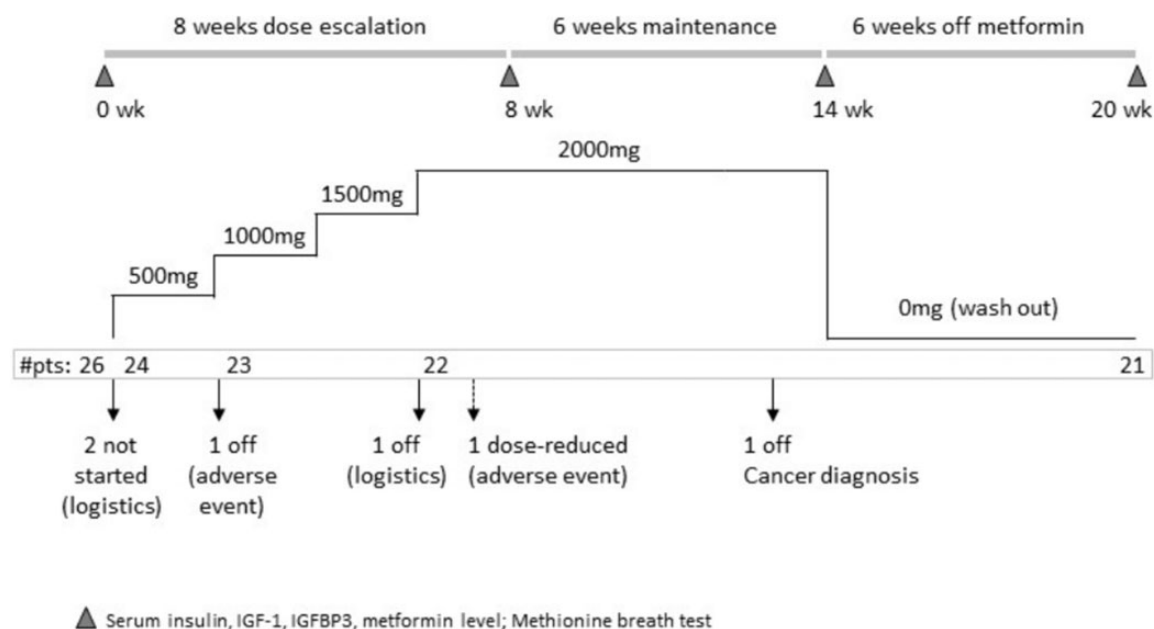 8 weeks dose escalation 6 weeks maintenance 6 weeks off metformin
0 wk 8 wk 14 wk 20 wk
2000mg
1500mg
1000mg
500mg
0mg (wash out)
#pts: 26 24 23 22 21
2 not
started
(logistics)
1 off
(adverse
event)
1 off
(logistics)
1 dose-reduced
(adverse event)
1 off
Cancer diagnosis
Serum insulin, IGF-1, IGFBP3, metformin level; Methionine breath test